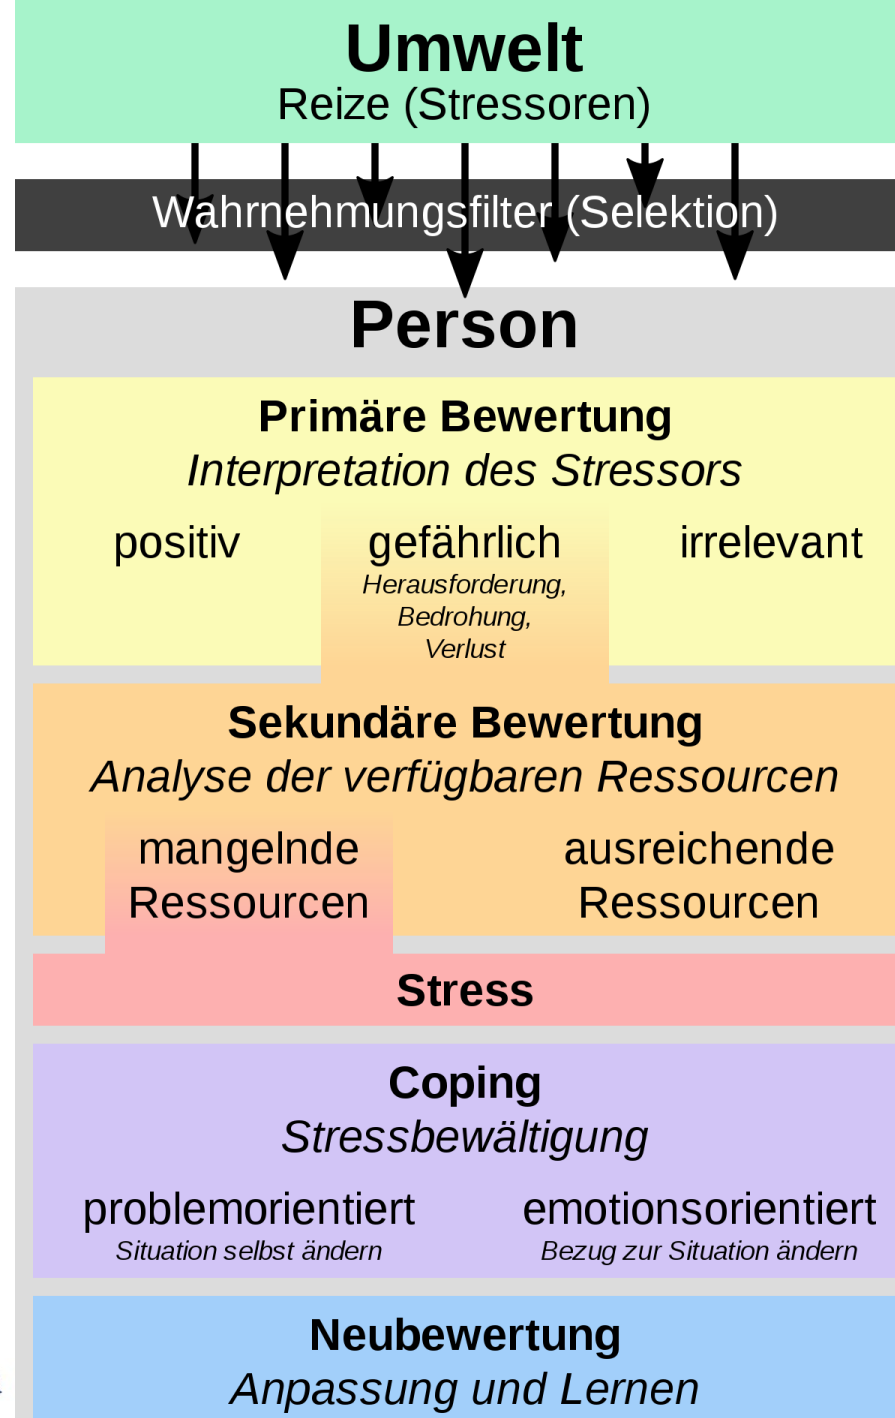 Umwelt
Reize (Stressoren)
Wahrnehmungsfilter (Selektion)
Person
Primäre Bewertung
Interpretation des Stressors
positiv gefährlich irrelevant
Herausforderung,
Bedrohung,
Verlust
Sekundäre Bewertung
Analyse der verfügbaren Ressourcen
mangelnde ausreichende
Ressourcen Ressourcen
Stress
Coping
Stressbewältigung
problemorientiert emotionsorientiert
Situation selbst ändern Bezug zur Situation ändern
Neubewertung
Anpassung und Lernen